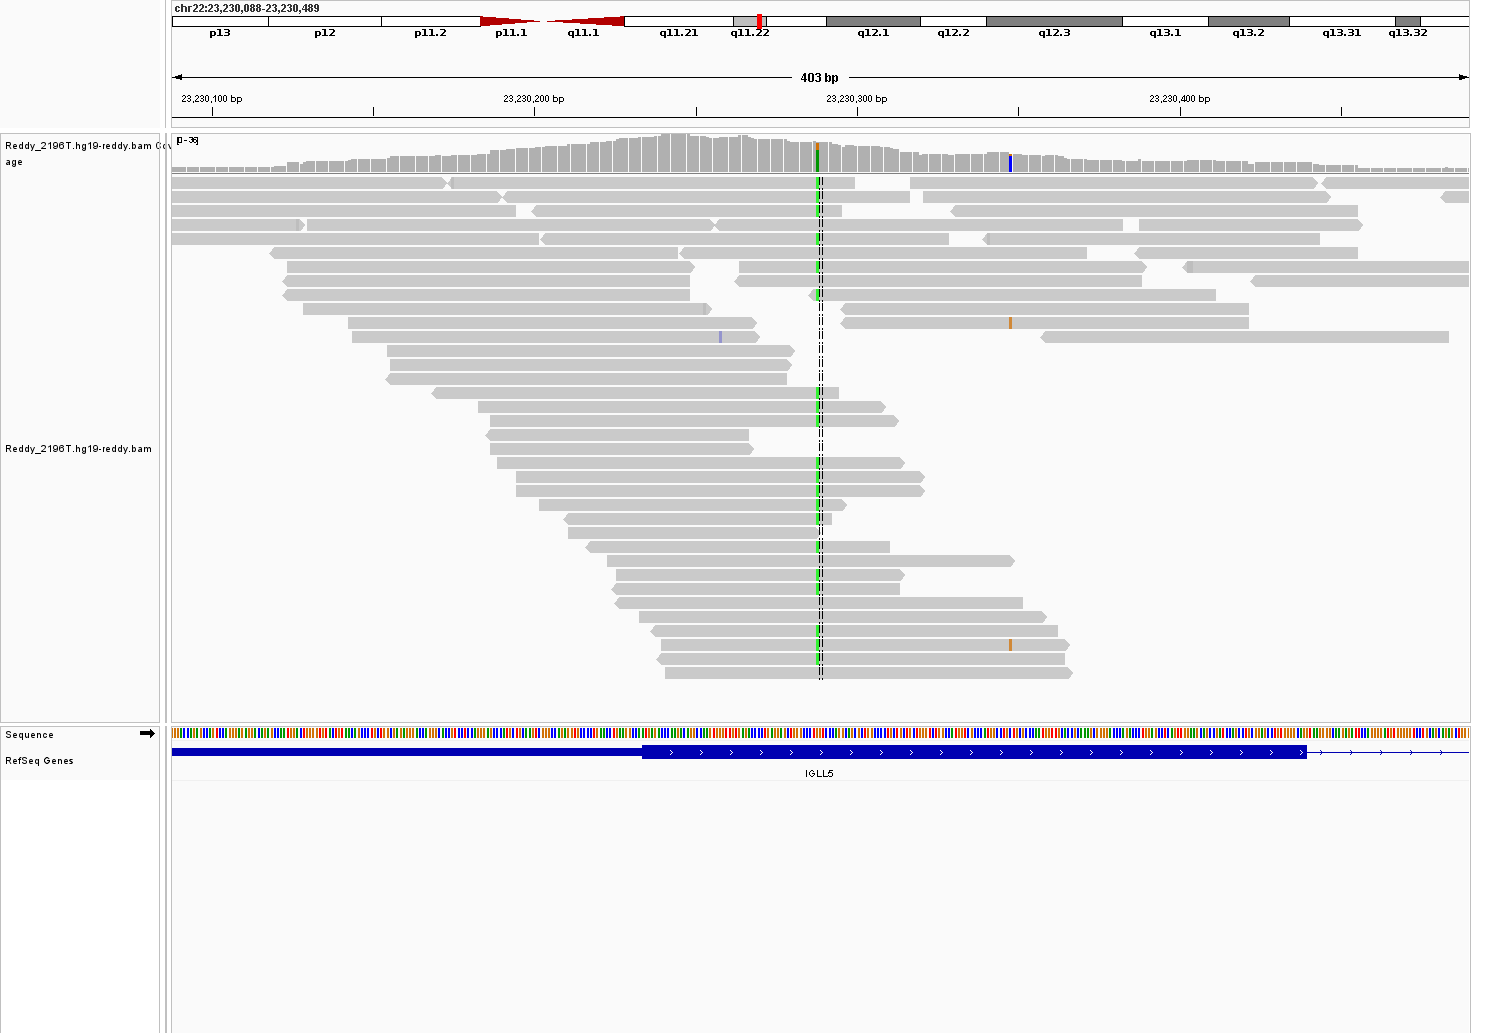 chr22:23,230,088-23,230,489
p13 p12 p11.2 p11.1 q11.1 q11.21 q11.22 q12.1 q12.2 q12.3 q13.1 q13.2 q13.31 q13.32
403 bp
23,230,100 bp 23,230,200 bp 23,230,300 bp 23,230,400 bp
[0-36]
Reddy_2196T.hg19-reddy.bam Cov
age
Reddy_2196T.hg19-reddy.bam
Sequence
RefSeq Genes
IGLL5